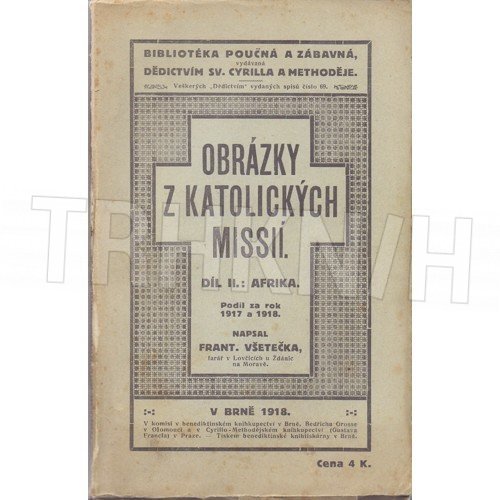 BIBLIOTÉKA POUČNÁ A ZÁBAVNÁ,
vydávaná
DĚDICTVÍM SV. CYRILLA A METHODĚJE.
Veškerých „Dědictvím" vydaných spisů číslo 69.
OBRÁZKY
Z KATOLICKÝCH
MISSIÍ.
DÍL II.: AFRIKA.
Podíl za rok
1917 a 1918.
NAPSAL
FRANT. VŠETEČKA,
farář v Lovčicích u Ždánic
na Moravě.
V BRNĚ 1918.
V komisi v benediktinském knihkupectví v Brně, Bedřicha Grosse
v Olomouci a v Cyrillo-Methodějském knihkupectví (Gustava
Francla) v Praze. — Tiskem benediktinské knihtiskárny v Brně.
Cena 4 K.